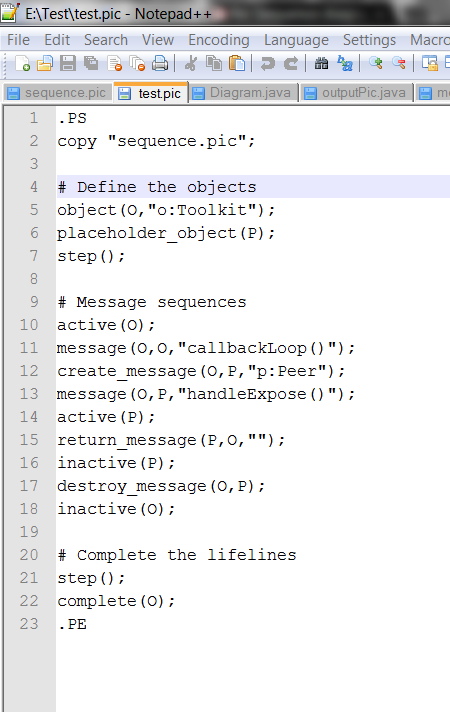 E:\Test\test.pic - Notepad++
File Edit Search View Encoding Language Settings Macro
sequence.pic test.pic Diagram.java outputPic.java
1 .PS
2 copy "sequence.pic";
3
4 # Define the objects
5 object(O,"o:Toolkit");
6 placeholder_object(P);
7 step();
8
9 # Message sequences
10 active(O);
11 message(O,O,"callbackLoop()");
12 create_message(O,P,"p:Peer");
13 message(O,P,"handleExpose()");
14 active(P);
15 return_message(P,O,"");
16 inactive(P);
17 destroy_message(O,P);
18 inactive(O);
19
20 # Complete the lifelines
21 step();
22 complete(O);
23 .PE